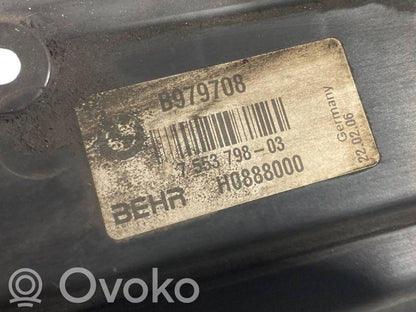 B979708
7 553 798-03
BEHR
H0888000
Germany
22.02.06
Ovoko